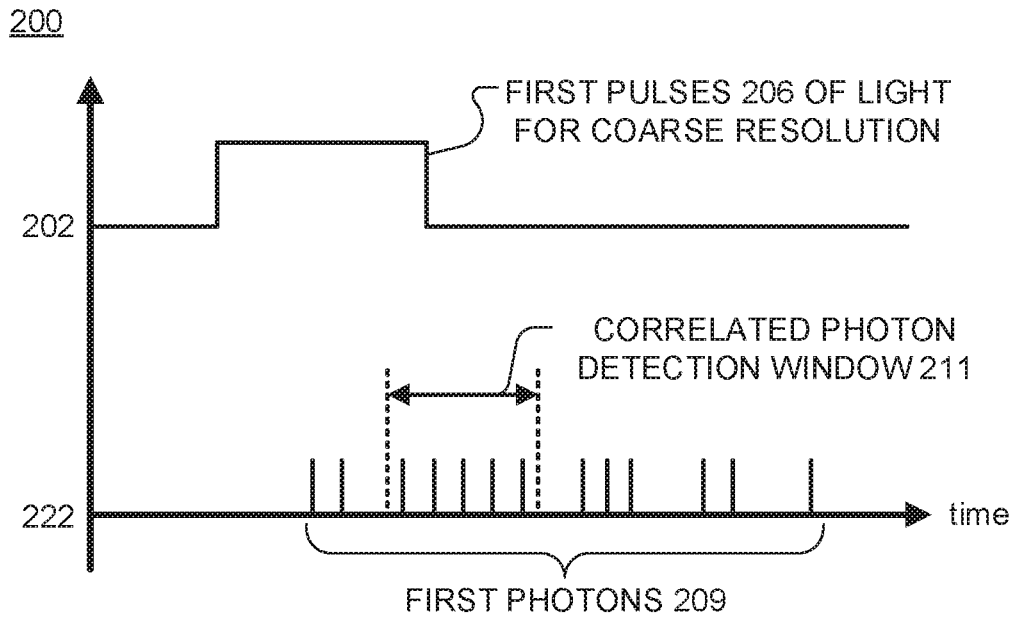 200
FIRST PULSES 206 OF LIGHT
FOR COARSE RESOLUTION
202
CORRELATED PHOTON
DETECTION WINDOW 211
222
time
FIRST PHOTONS 209